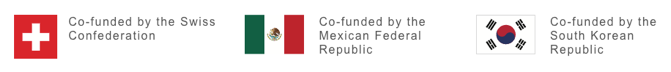 Co-funded by the Swiss
Confederation
Co-funded by the
Mexican Federal
Republic
Co-funded by the
South Korean
Republic